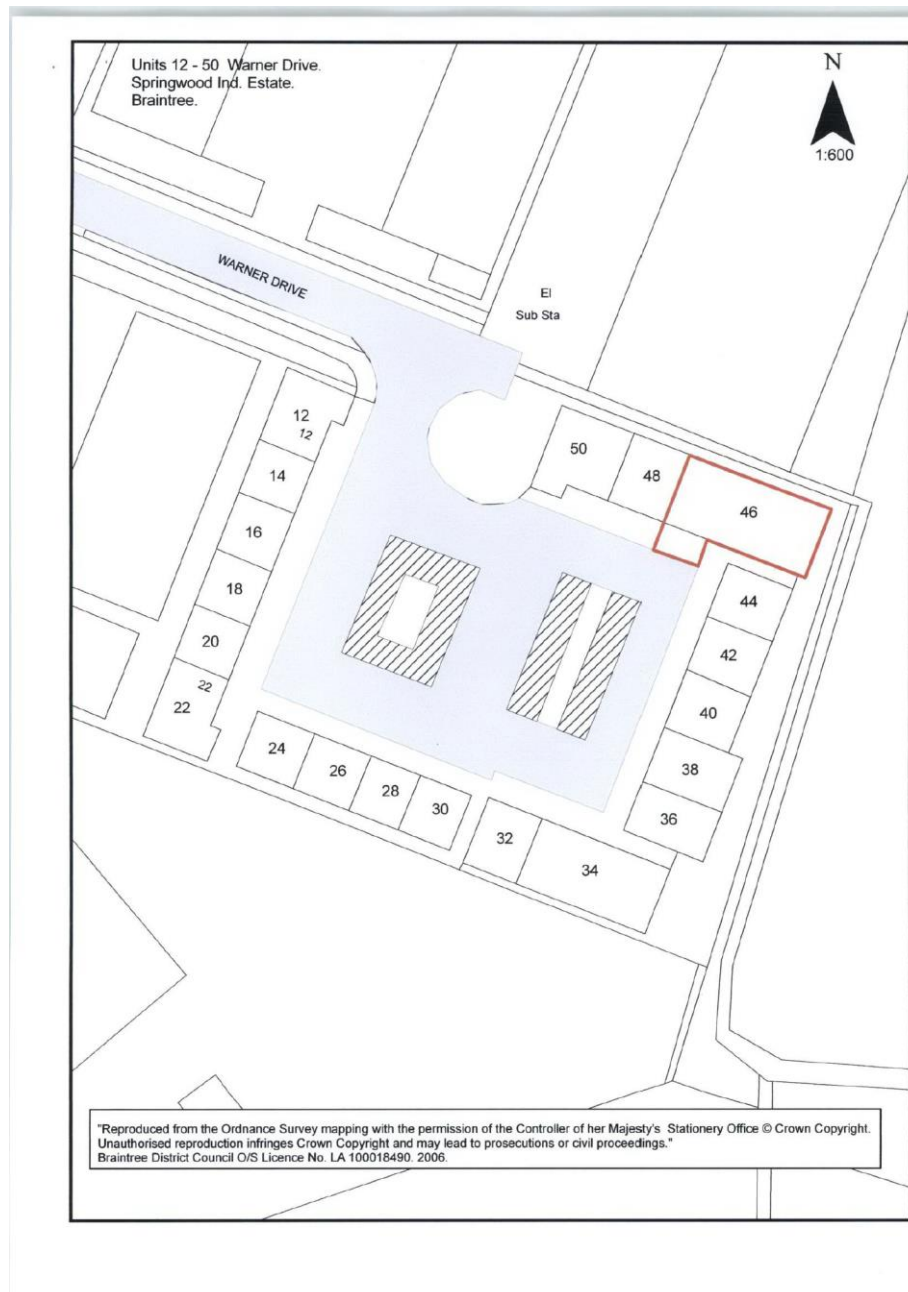 Units 12 - 50 Warner Drive.
Springwood Ind. Estate.
Braintree.
N
1:600
WARNER DRIVE
El
Sub Sta
12
12
14
16
18
20
22
22
24
26
28
30
32
34
36
38
40
42
44
46
48
50
"Reproduced from the Ordnance Survey mapping with the permission of the Controller of her Majesty's Stationery Office © Crown Copyright.
Unauthorised reproduction infringes Crown Copyright and may lead to prosecutions or civil proceedings."
Braintree District Council O/S Licence No. LA 100018490. 2006.